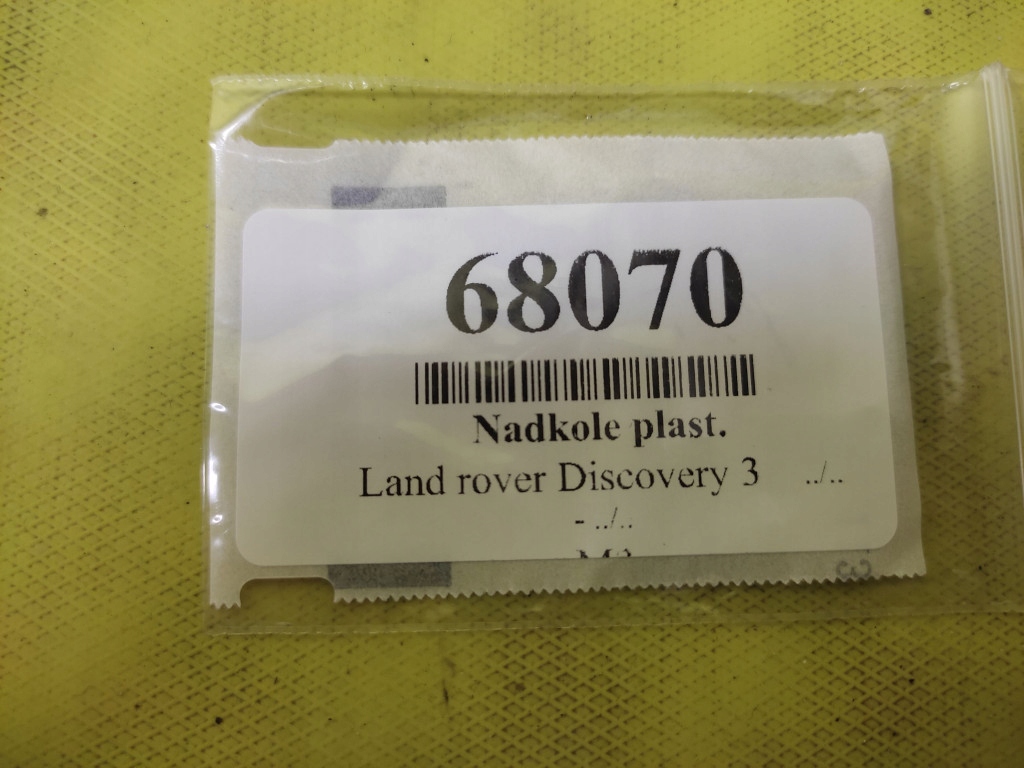 68070
Nadkole plast.
Land rover Discovery 3 ../..
- ../..